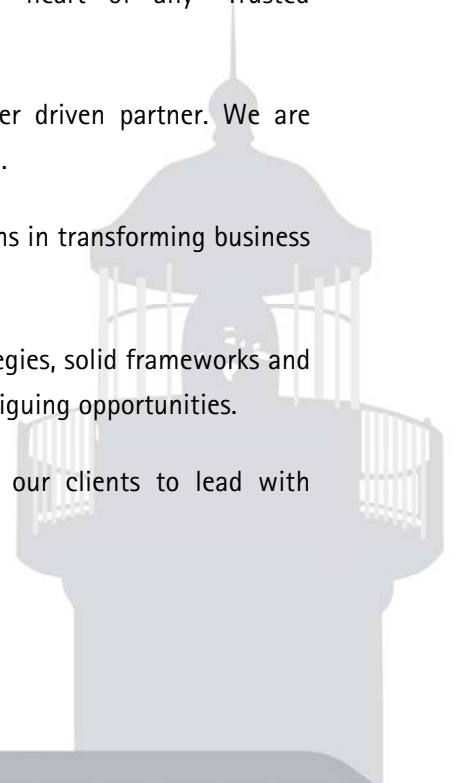 heart of any Trusted
er driven partner. We are
.
ns in transforming business
egies, solid frameworks and
iguing opportunities.
our clients to lead with